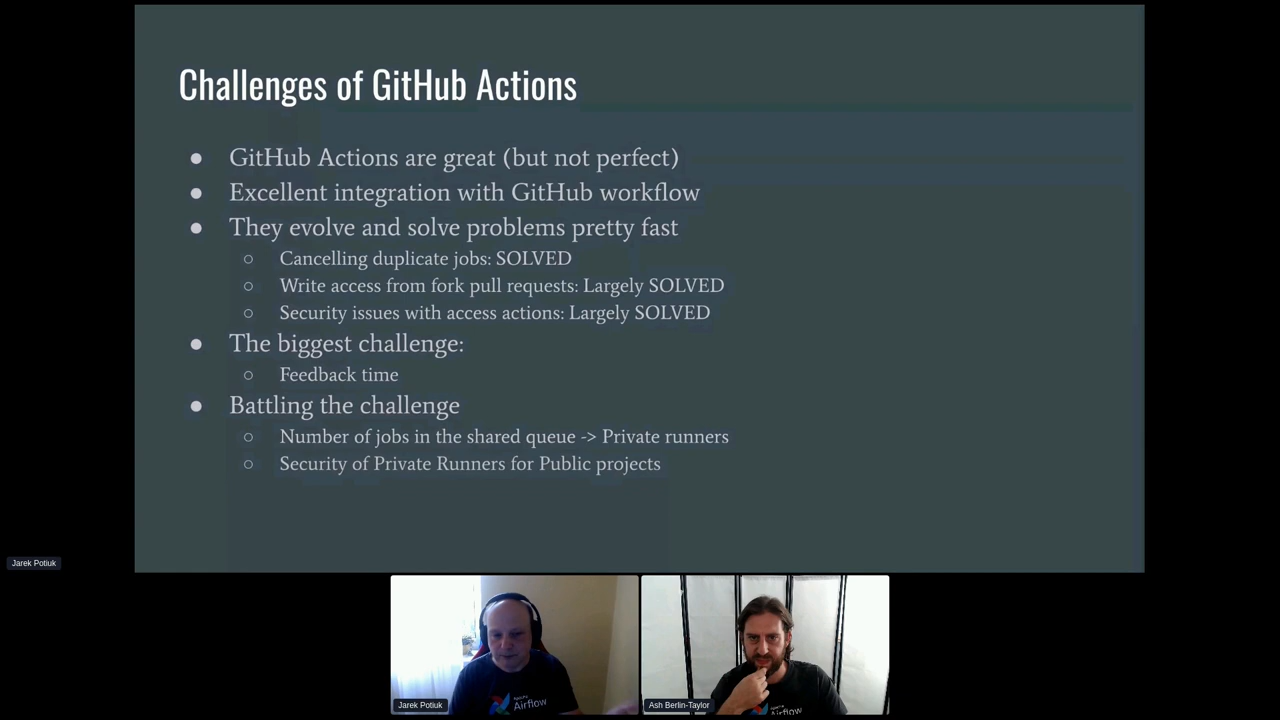 Challenges of GitHub Actions
● GitHub Actions are great (but not perfect)
● Excellent integration with GitHub workflow
● They evolve and solve problems pretty fast
○ Cancelling duplicate jobs: SOLVED
○ Write access from fork pull requests: Largely SOLVED
○ Security issues with access actions: Largely SOLVED
● The biggest challenge:
○ Feedback time
● Battling the challenge
○ Number of jobs in the shared queue -> Private runners
○ Security of Private Runners for Public projects
Jarek Potiuk
Airflow
Airflow
Jarek Potiuk
Ash Berlin-Taylor